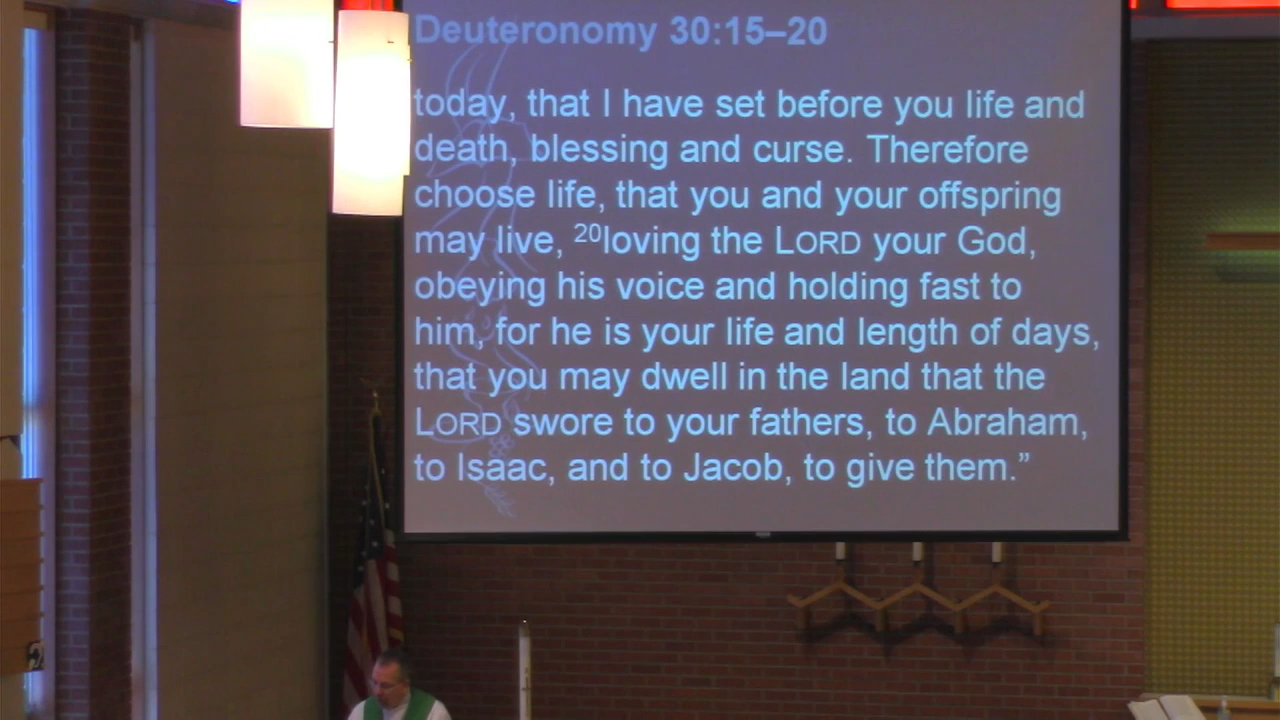 Deuteronomy 30:15–20
today, that I have set before you life and
death, blessing and curse. Therefore
choose life, that you and your offspring
may live, 20loving the LORD your God,
obeying his voice and holding fast to
him, for he is your life and length of days,
that you may dwell in the land that the
LORD swore to your fathers, to Abraham,
to Isaac, and to Jacob, to give them.”